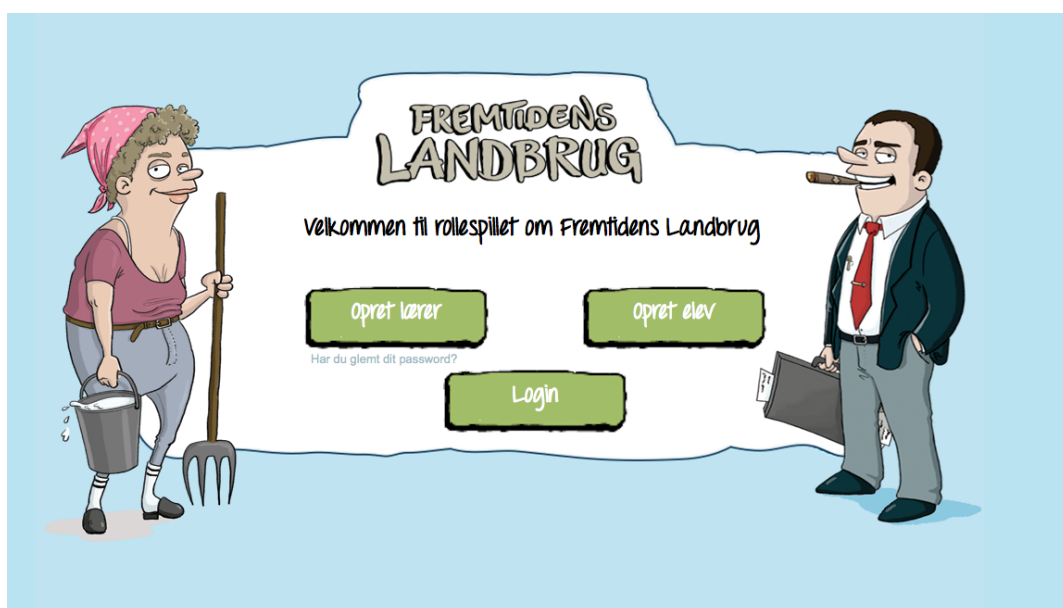 FREMTIDENS
LANDBRUG
Velkommen til rollespillet om Fremtidens Landbrug
Opret lærer
Opret elev
Har du glemt dit password?
Login